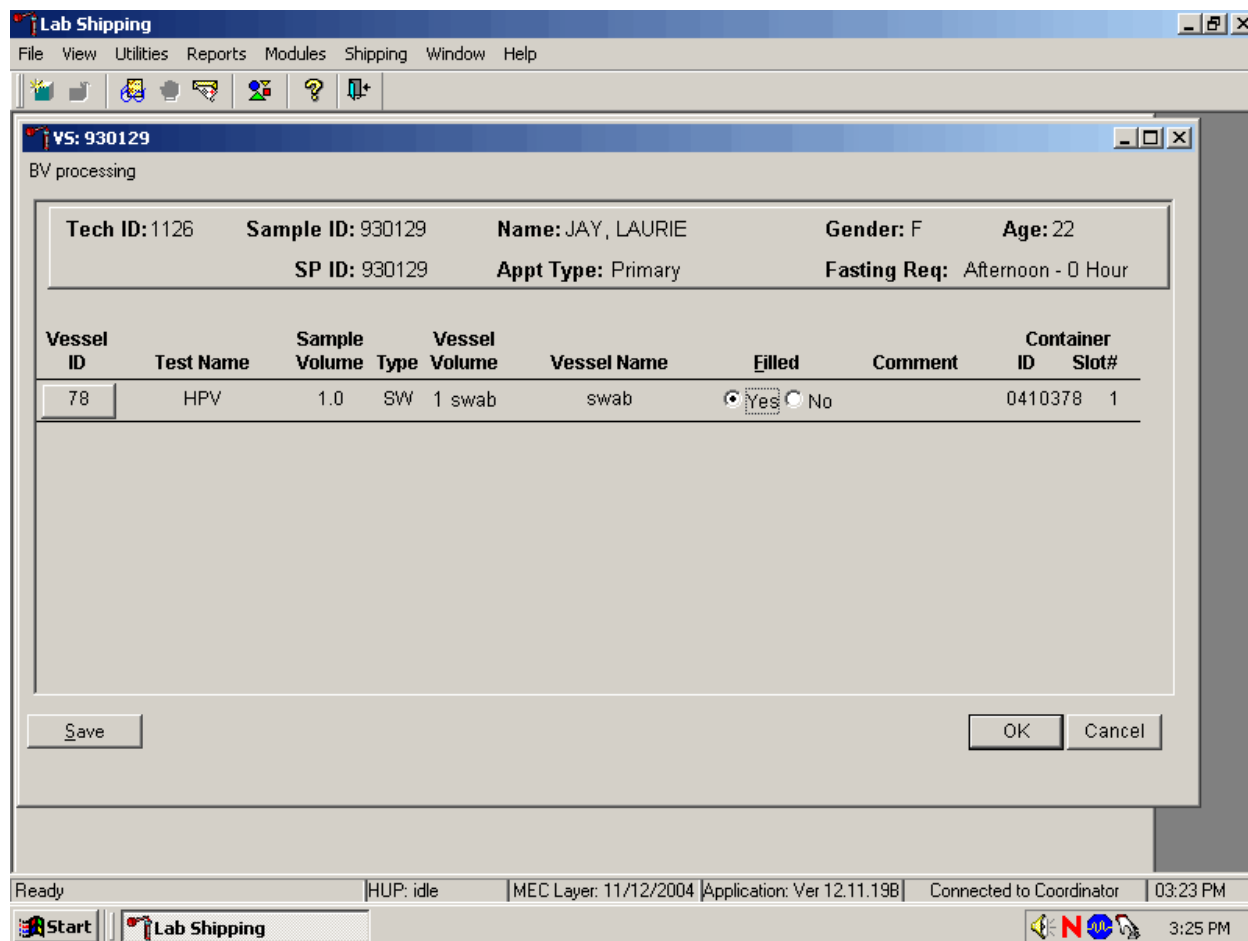 Lab Shipping
File View Utilities Reports Modules Shipping Window Help
VS: 930129
BV processing
Tech ID: 1126 Sample ID: 930129 Name: JAY, LAURIE Gender: F Age: 22
SP ID: 930129 Appt Type: Primary Fasting Req: Afternoon - 0 Hour
Vessel Sample Vessel Container
ID Test Name Volume Type Volume Vessel Name Filled Comment ID Slot#
78 HPV 1.0 SW 1 swab swab Yes No 0410378 1
Save OK Cancel
Ready HUP: idle MEC Layer: 11/12/2004 Application: Ver 12.11.19B Connected to Coordinator 03:23 PM
Start Lab Shipping N 3:25 PM